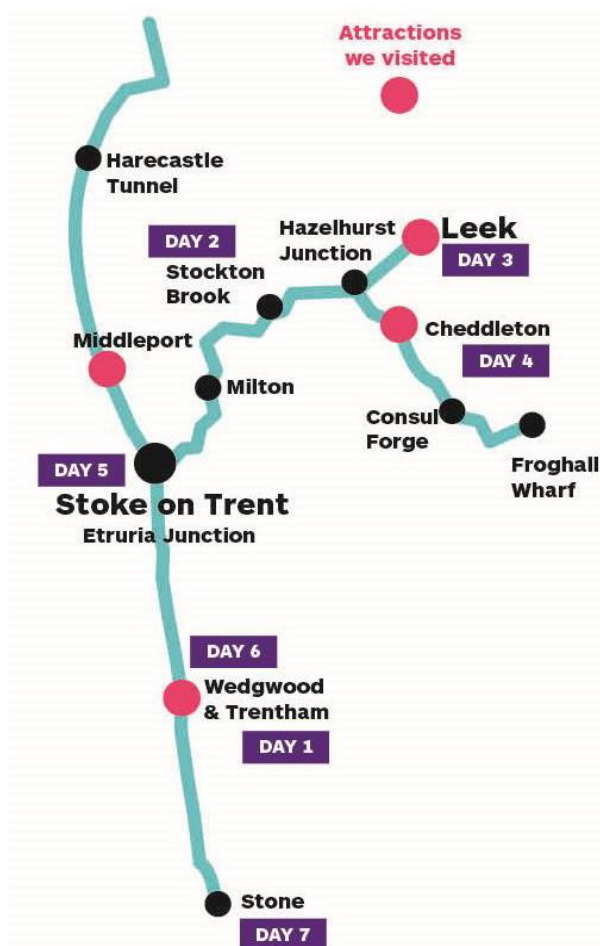 Attractions
we visited
Harecastle
Tunnel
Hazelhurst
Junction
Leek
DAY 2
DAY 3
Stockton
Brook
Middleport
Cheddleton
DAY 4
Milton
Consul
Forge
Froghall
Wharf
DAY 5
Stoke on Trent
Etruria Junction
DAY 6
Wedgwood
& Trentham
DAY 1
Stone
DAY 7